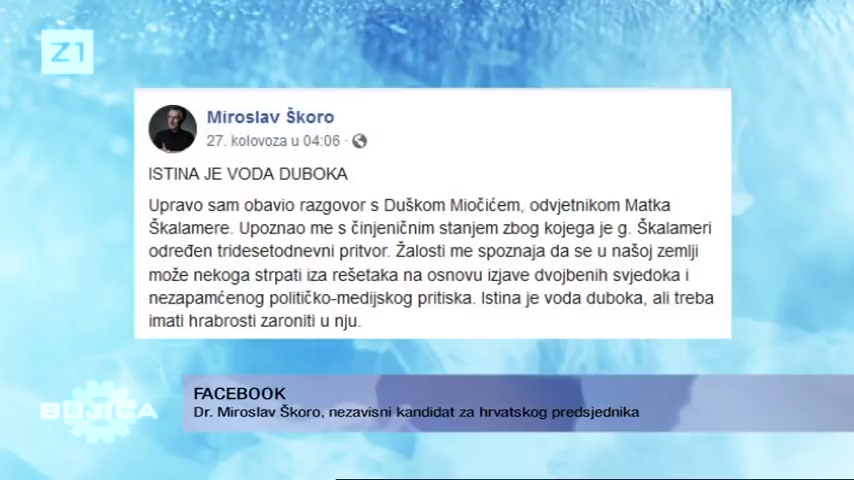 Z1
Miroslav Škoro
27. kolovoza u 04:06 ·
ISTINA JE VODA DUBOKA
Upravo sam obavio razgovor s Duškom Miočićem, odvjetnikom Matka
Škalamere. Upoznao me s činjeničnim stanjem zbog kojega je g. Škalameri
određen tridesetodnevni pritvor. Žalosti me spoznaja da se u našoj zemlji
može nekoga strpati iza rešetaka na osnovu izjave dvojbenih svjedoka i
nezapamćenog političko-medijskog pritiska. Istina je voda duboka, ali treba
imati hrabrosti zaroniti u nju.
FACEBOOK
Dr. Miroslav Škoro, nezavisni kandidat za hrvatskog predsjednika
BUJICA